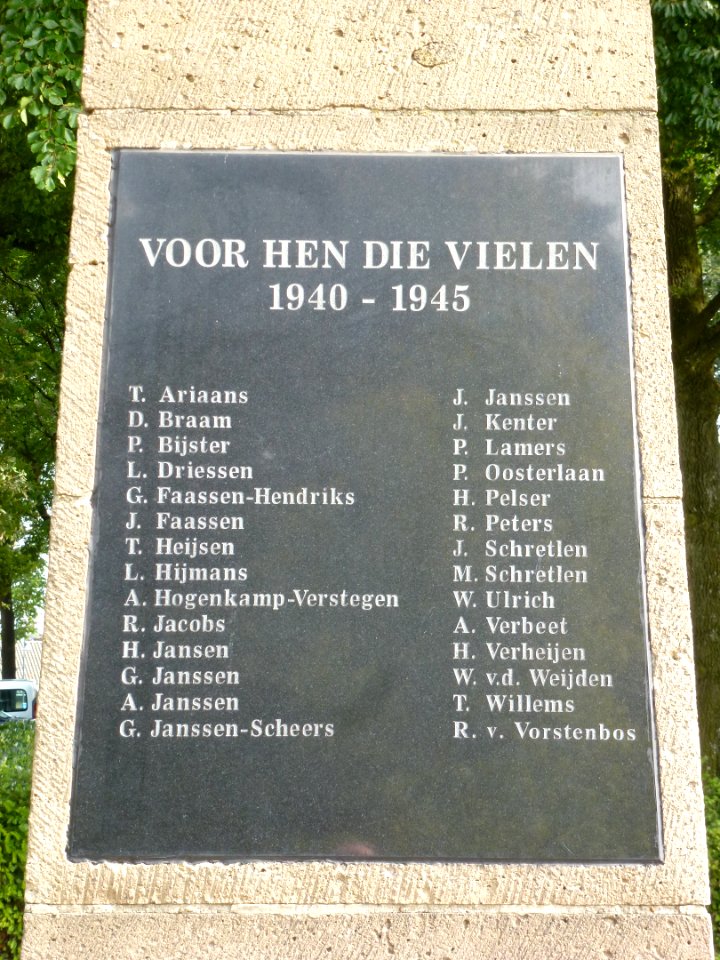 VOOR HEN DIE VIELEN
1940 - 1945
T. Ariaans
D. Braam
P. Bijster
L. Driessen
G. Faassen-Hendriks
J. Faassen
T. Heijsen
L. Hijmans
A. Hogenkamp-Verstegen
R. Jacobs
H. Jansen
G. Janssen
A. Janssen
G. Janssen-Scheers
J. Janssen
J. Kenter
P. Lamers
P. Oosterlaan
H. Pelser
R. Peters
J. Schretlen
M. Schretlen
W. Ulrich
A. Verbeet
H. Verheijen
W. v.d. Weijden
T. Willems
R. v. Vorstenbos